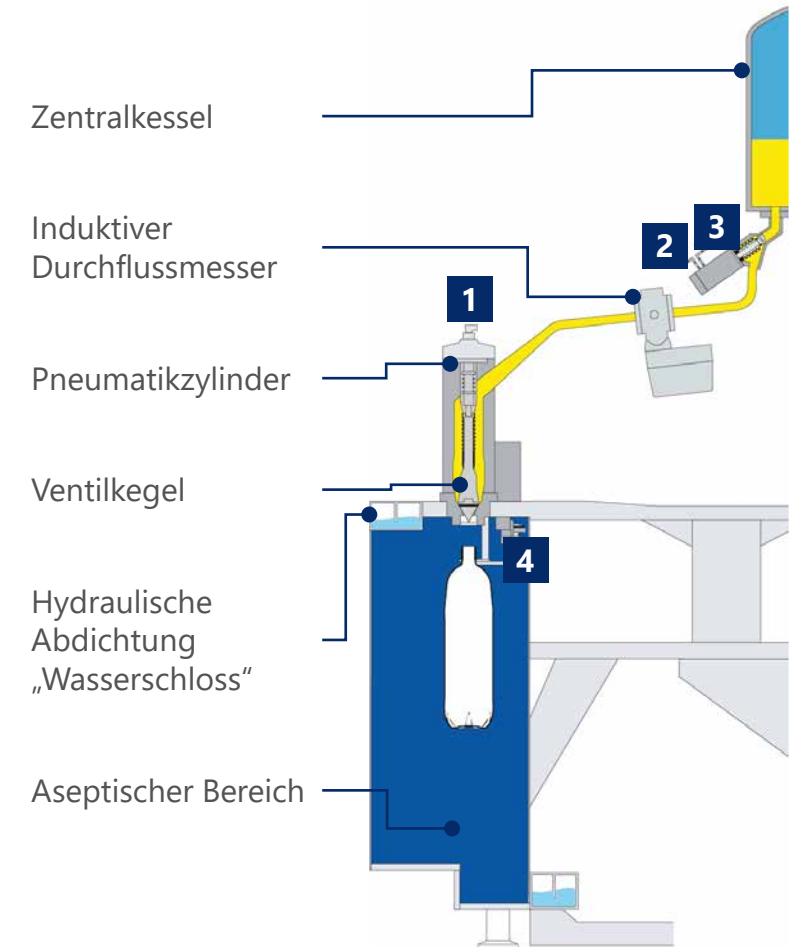 Zentralkessel
Induktiver
Durchflussmesser
2
3
1
Pneumatikzylinder
Ventilkegel
4
Hydraulische
Abdichtung
„Wasserschloss“
Aseptischer Bereich